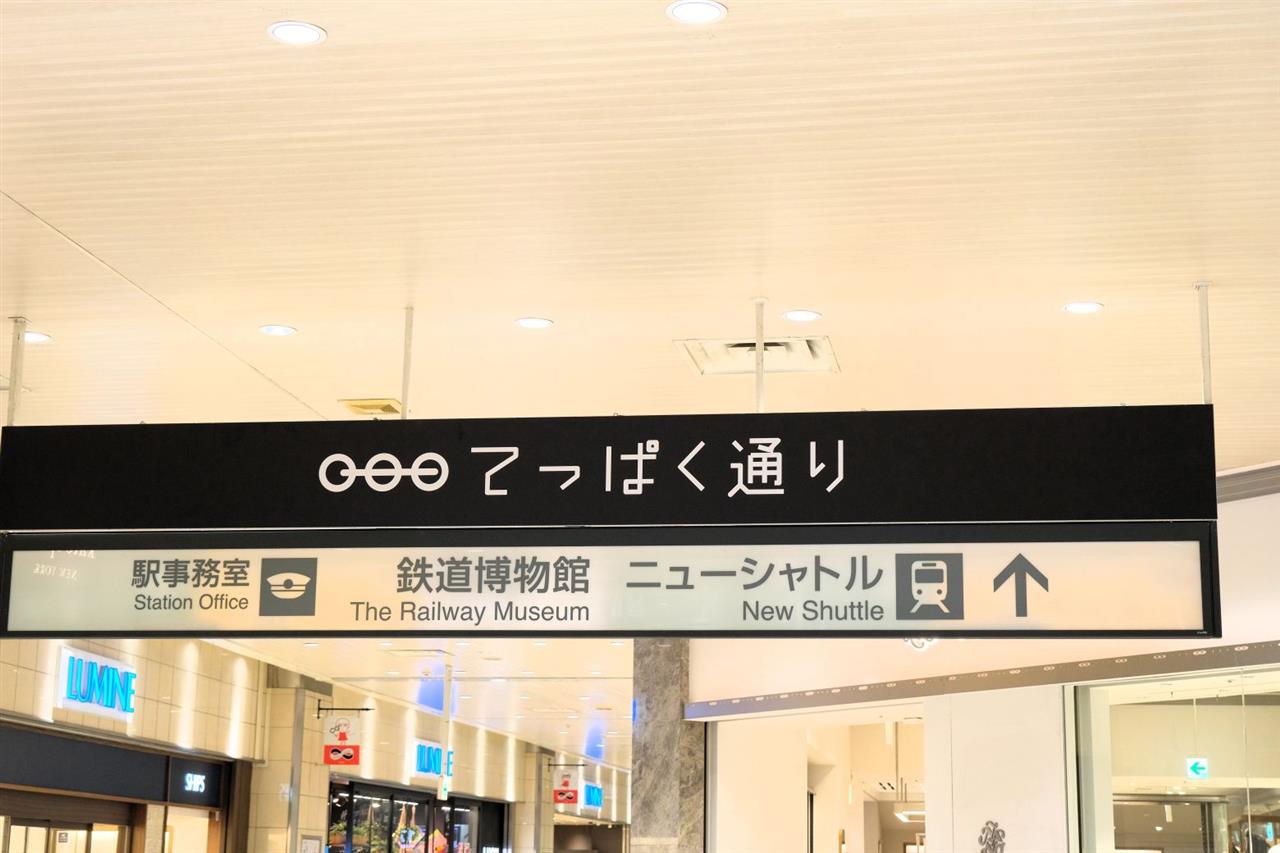 てっぱく通り
駅事務室
Station Office
鉄道博物館
The Railway Museum
ニューシャトル
New Shuttle
LUMINE
SHIPS
LUMINE